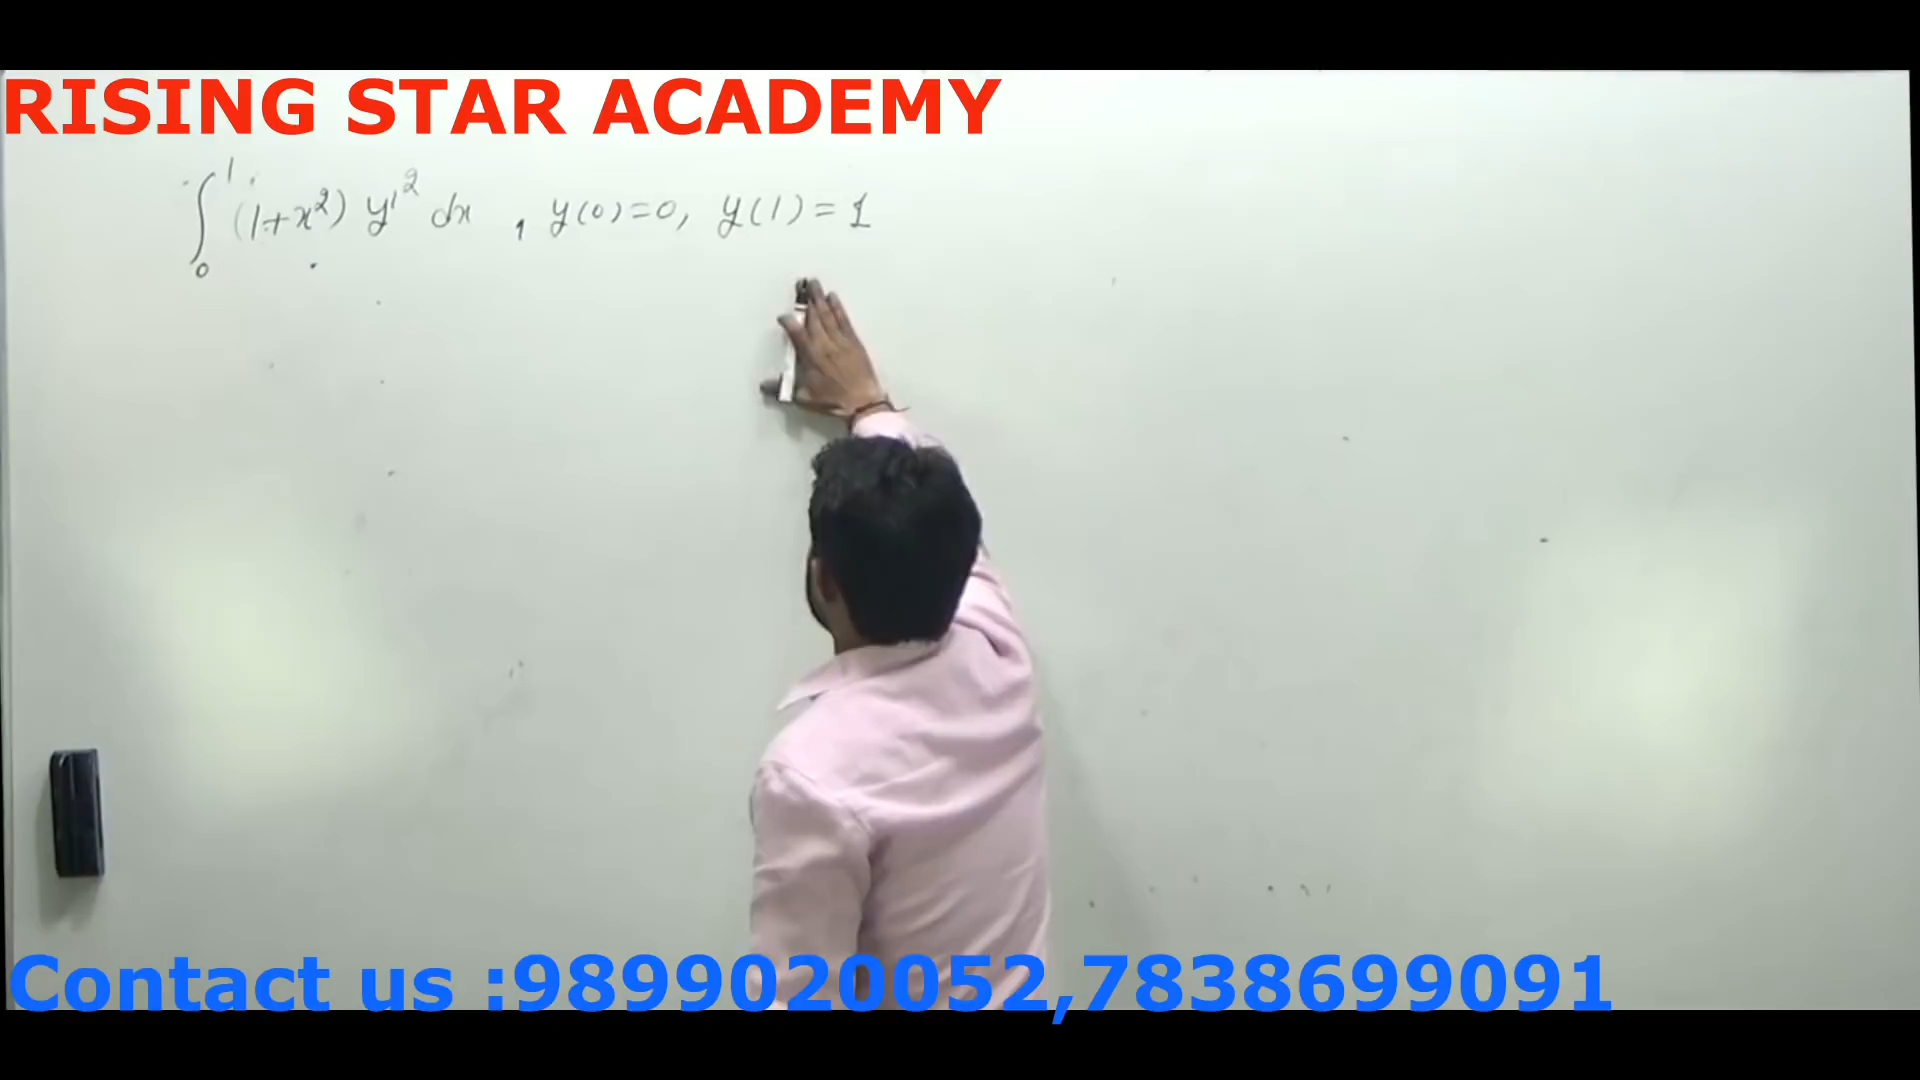 RISING STAR ACADEMY
∫₀¹ (1+x²) y'² dx , y(0)=0, y(1)=1
Contact us :9899020052,7838699091